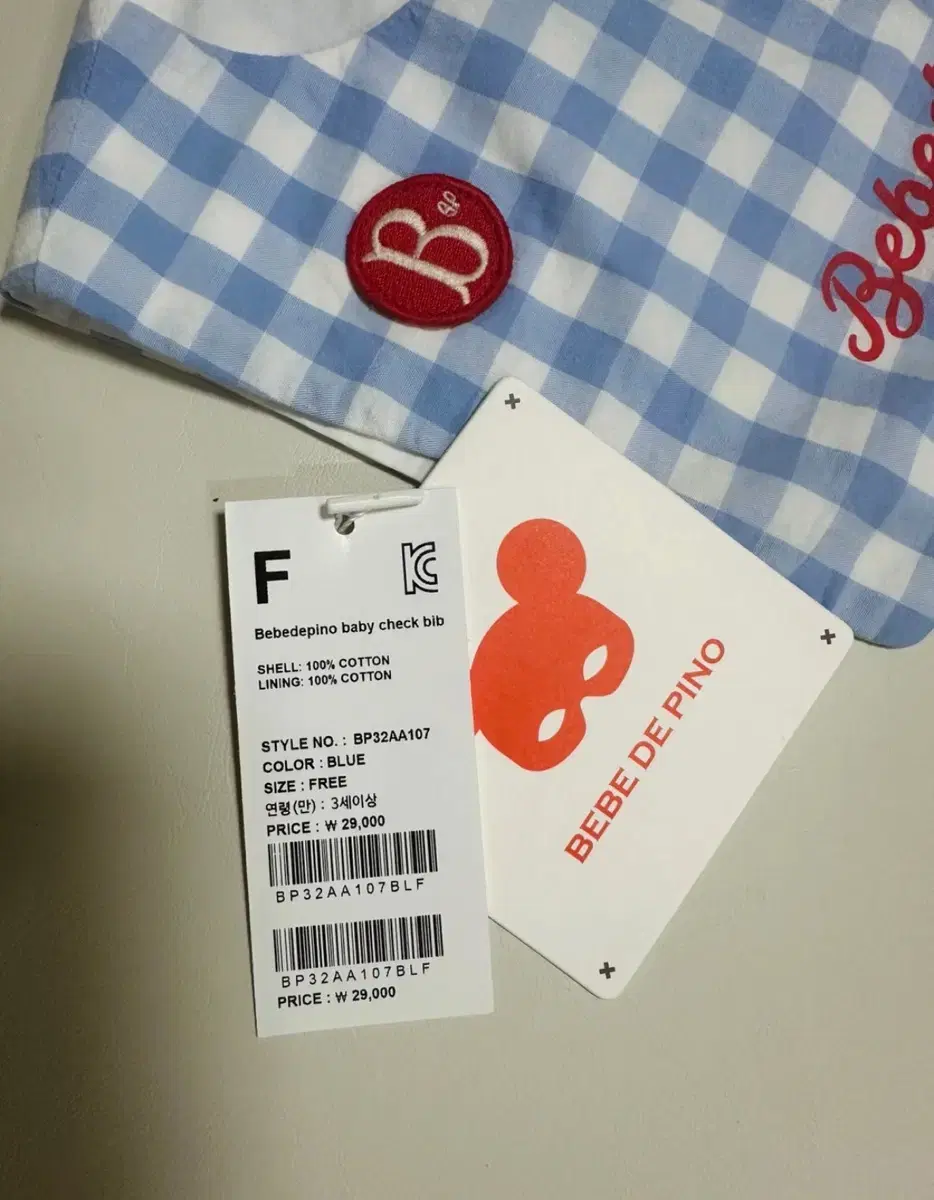 B
BP
Bebe
F
Bebedepino baby check bib
SHELL: 100% COTTON
LINING: 100% COTTON
STYLE NO. : BP32AA107
COLOR : BLUE
SIZE : FREE
연령(만) : 3세이상
PRICE : ₩ 29,000
BP32AA107BLF
BP32AA107BLF
PRICE : ₩ 29,000
BEBE DE PINO